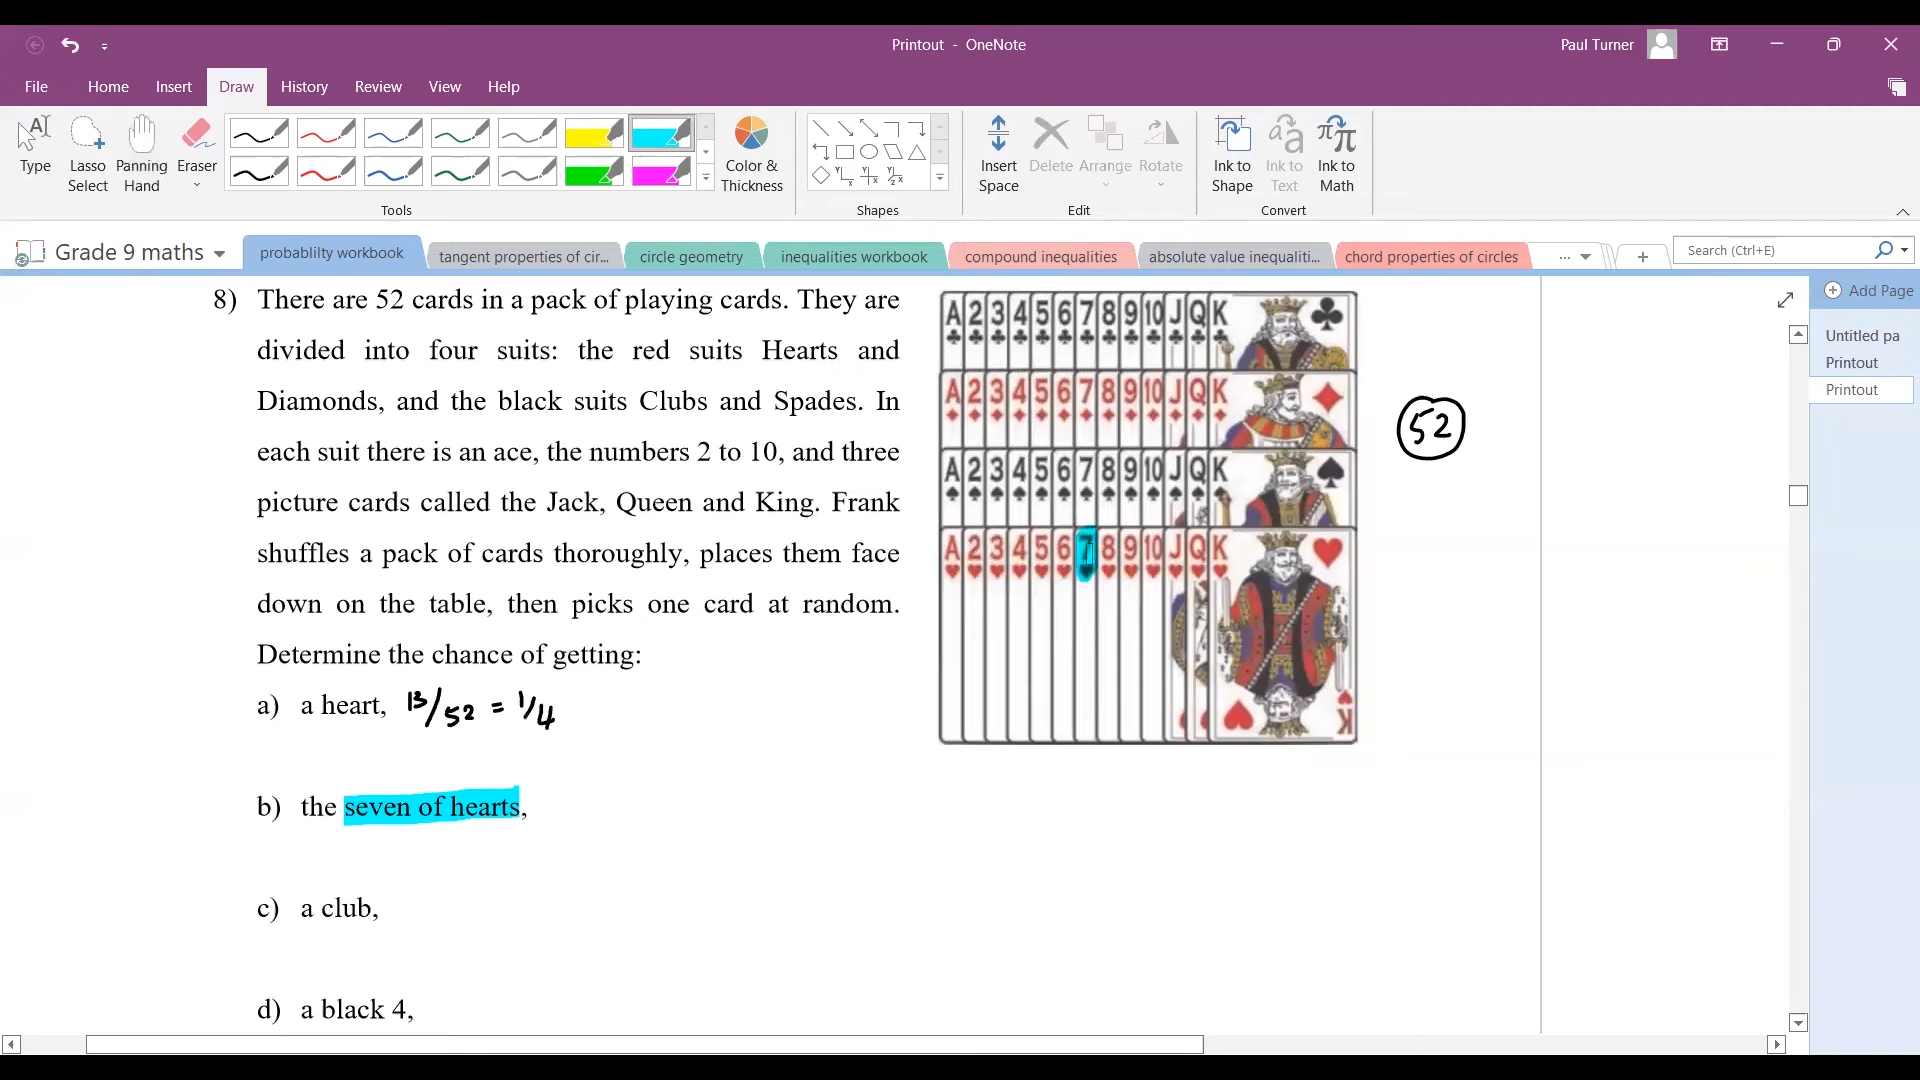 Printout - OneNote
Paul Turner
File Home Insert Draw History Review View Help
Type
Lasso Select
Panning Hand
Eraser
Color & Thickness
Insert Space
Delete
Arrange
Rotate
Ink to Shape
Ink to Text
Ink to Math
Tools
Shapes
Edit
Convert
Grade 9 maths
probablilty workbook
tangent properties of cir...
circle geometry
inequalities workbook
compound inequalities
absolute value inequaliti...
chord properties of circles
...
Search (Ctrl+E)
Add Page
Untitled pa
Printout
Printout
8) There are 52 cards in a pack of playing cards. They are
divided into four suits: the red suits Hearts and
Diamonds, and the black suits Clubs and Spades. In
each suit there is an ace, the numbers 2 to 10, and three
picture cards called the Jack, Queen and King. Frank
shuffles a pack of cards thoroughly, places them face
down on the table, then picks one card at random.
Determine the chance of getting:
a) a heart, 13/52 = 1/4
b) the seven of hearts,
c) a club,
d) a black 4,
A 2 3 4 5 6 7 8 9 10 J Q K
A 2 3 4 5 6 7 8 9 10 J Q K
A 2 3 4 5 6 7 8 9 10 J Q K
A 2 3 4 5 6 7 8 9 10 J Q K
K
52